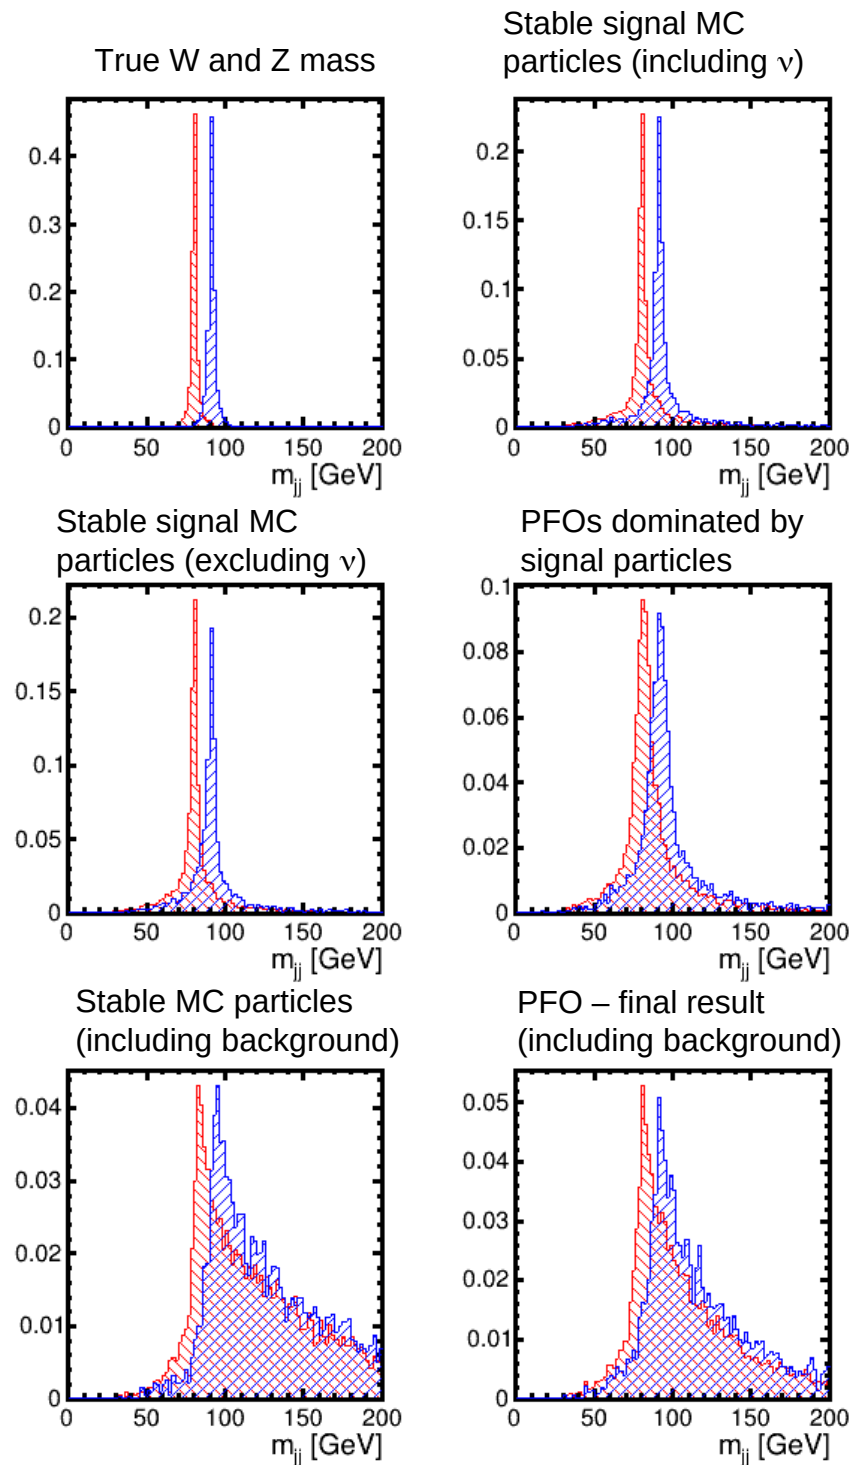 True W and Z mass
0.4
0.3
0.2
0.1
0
0 50 100 150 200
m_jj [GeV]
Stable signal MC
particles (including ν)
0.2
0.15
0.1
0.05
0
0 50 100 150 200
m_jj [GeV]
Stable signal MC
particles (excluding ν)
0.2
0.15
0.1
0.05
0
0 50 100 150 200
m_jj [GeV]
PFOs dominated by
signal particles
0.1
0.08
0.06
0.04
0.02
0
0 50 100 150 200
m_jj [GeV]
Stable MC particles
(including background)
0.04
0.03
0.02
0.01
0
0 50 100 150 200
m_jj [GeV]
PFO – final result
(including background)
0.05
0.04
0.03
0.02
0.01
0
0 50 100 150 200
m_jj [GeV]